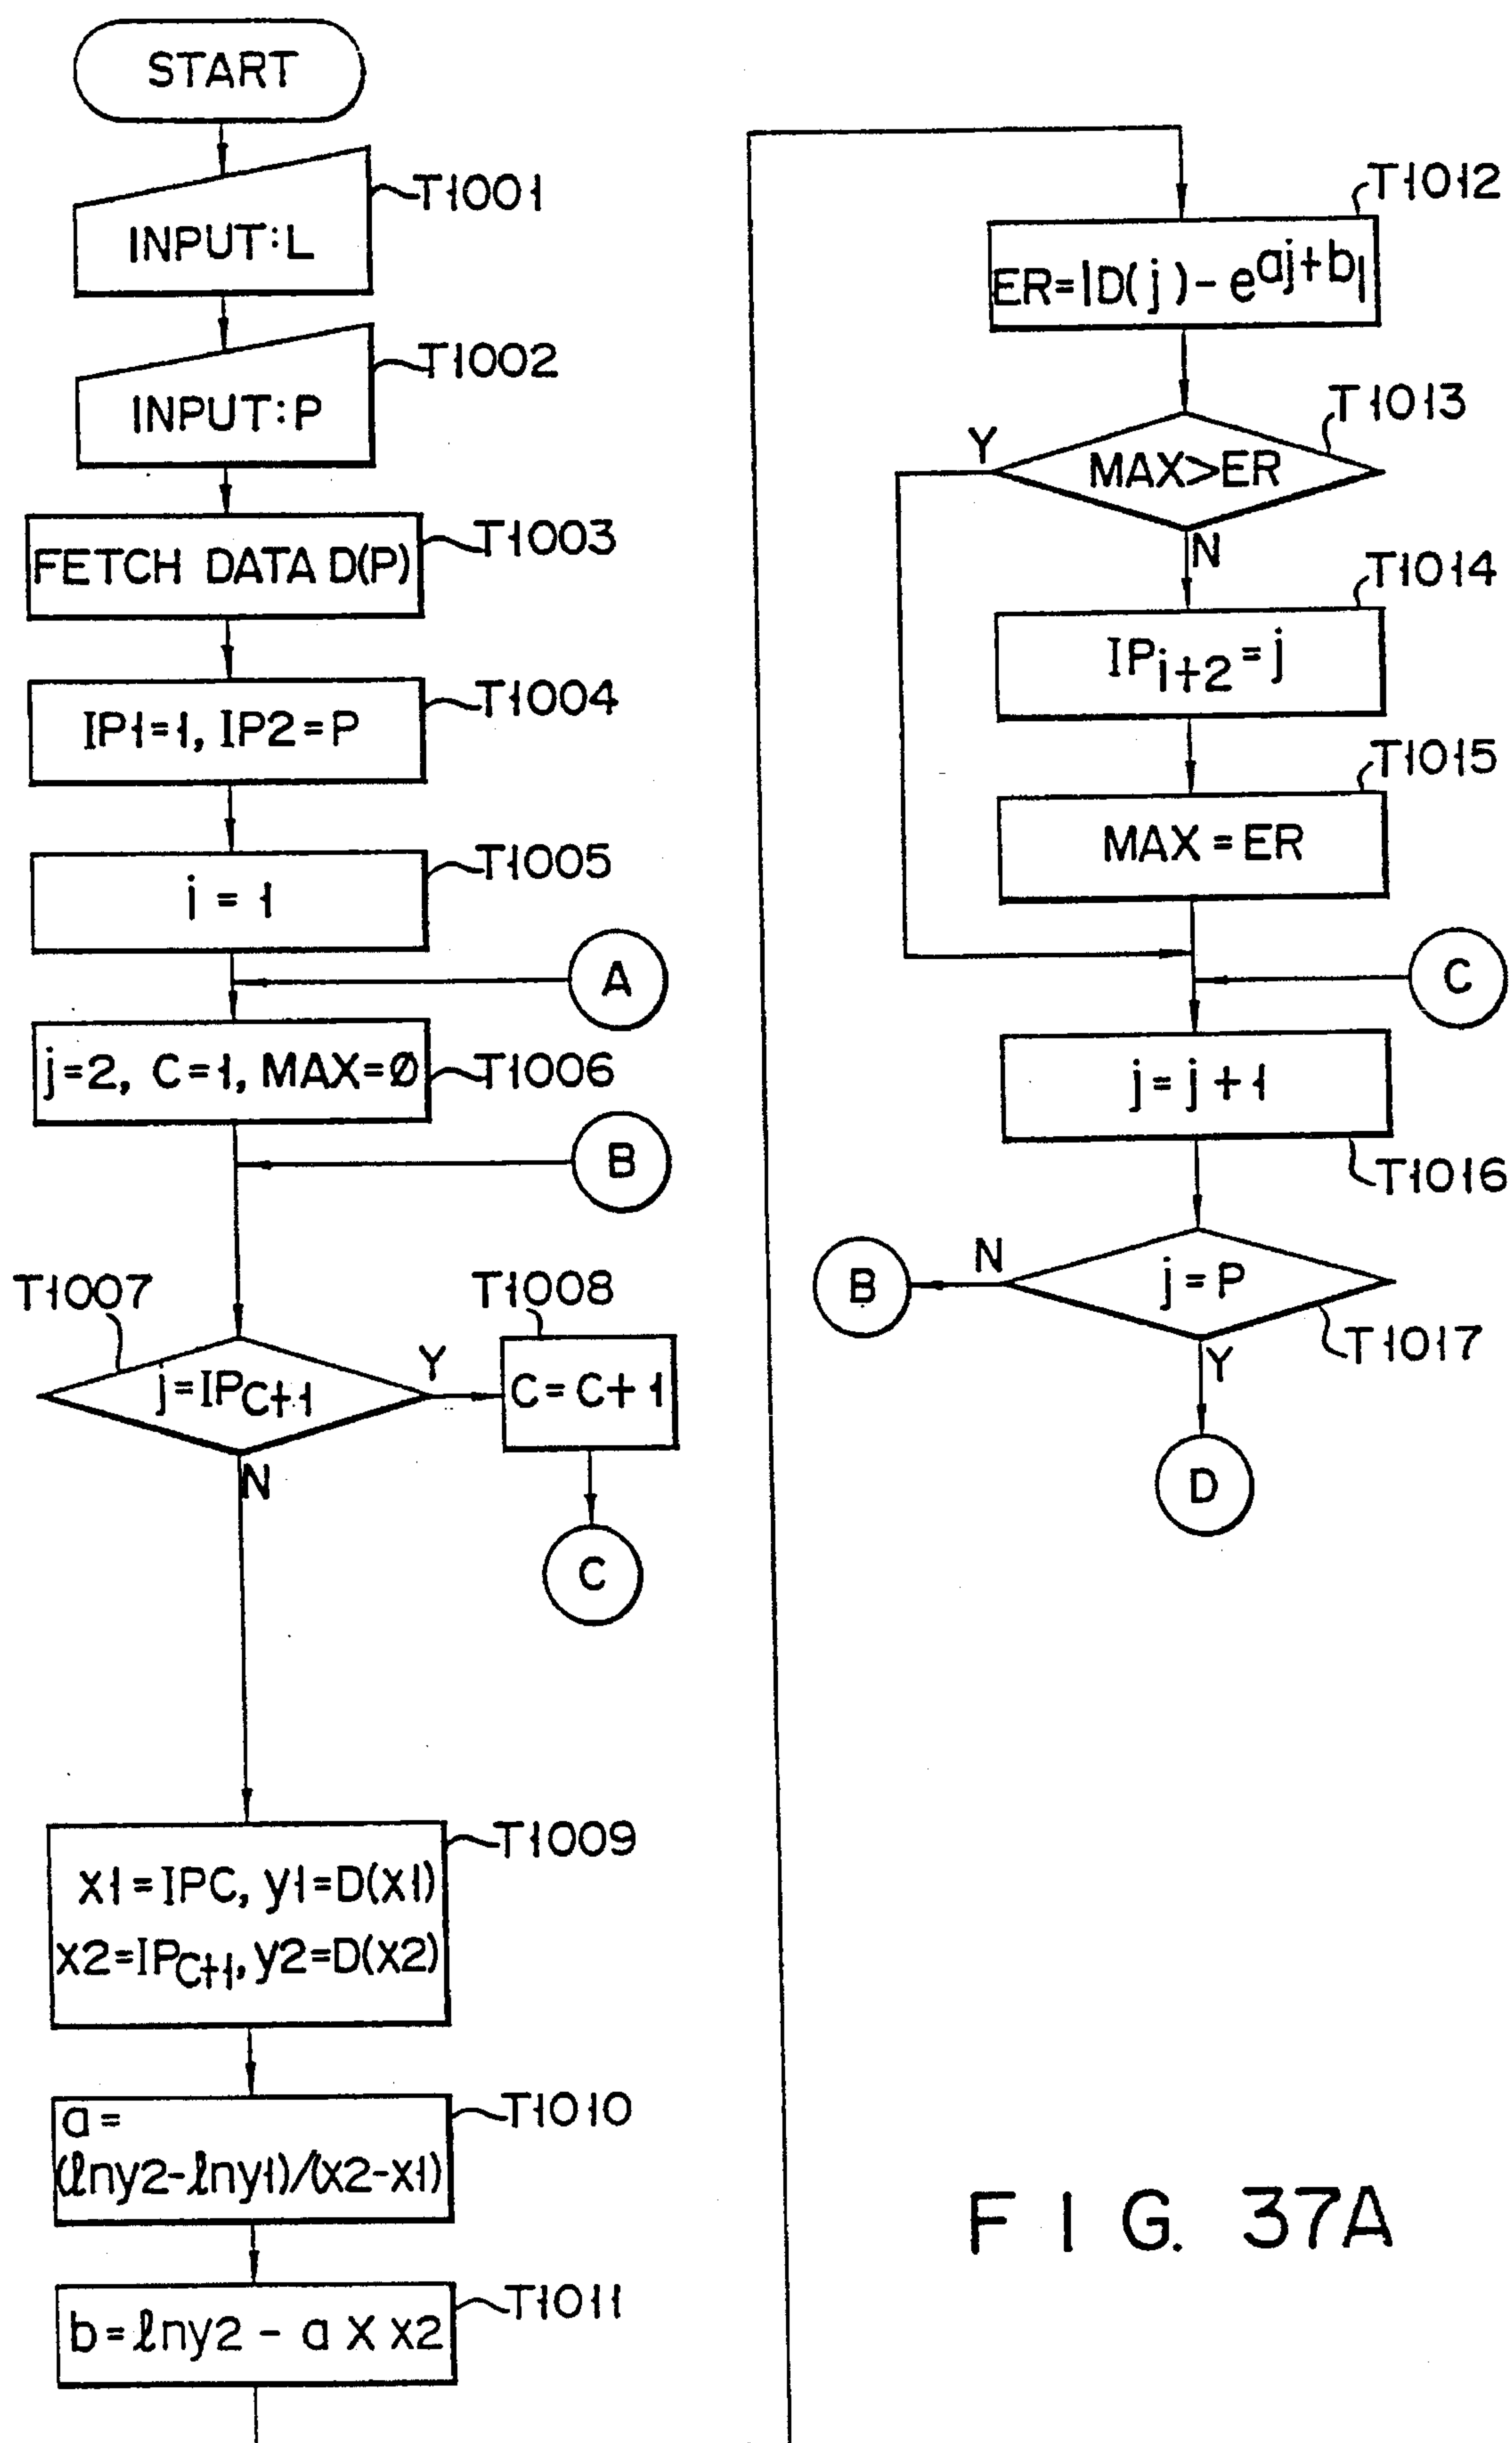 START
T1001
INPUT:L
T1002
INPUT:P
T1003
FETCH DATA D(P)
T1004
IP1=1, IP2=P
T1005
i = 1
A
j=2, C=1, MAX=Ø
T1006
B
T1007
j=IPC+1
Y
N
T1008
C=C+1
C
T1009
x1=IPC, y1=D(x1)
x2=IPC+1, y2=D(x2)
T1010
a=
(lny2-lny1)/(x2-x1)
T1011
b=lny2 - a X x2
T1012
ER=|D(j)-e^aj+b|
T1013
Y
MAX>ER
N
T1014
IPi+2=j
T1015
MAX=ER
C
j=j+1
T1016
B
N
j=P
T1017
Y
D
FIG. 37A